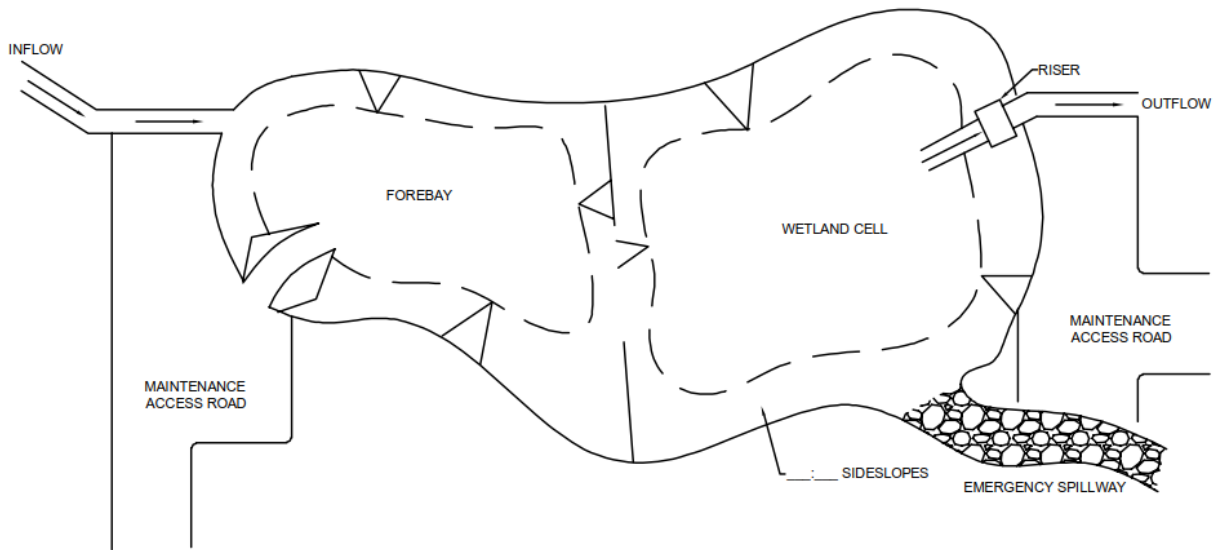 INFLOW
RISER
OUTFLOW
FOREBAY
WETLAND CELL
MAINTENANCE
ACCESS ROAD
MAINTENANCE
ACCESS ROAD
___:___ SIDESLOPES
EMERGENCY SPILLWAY